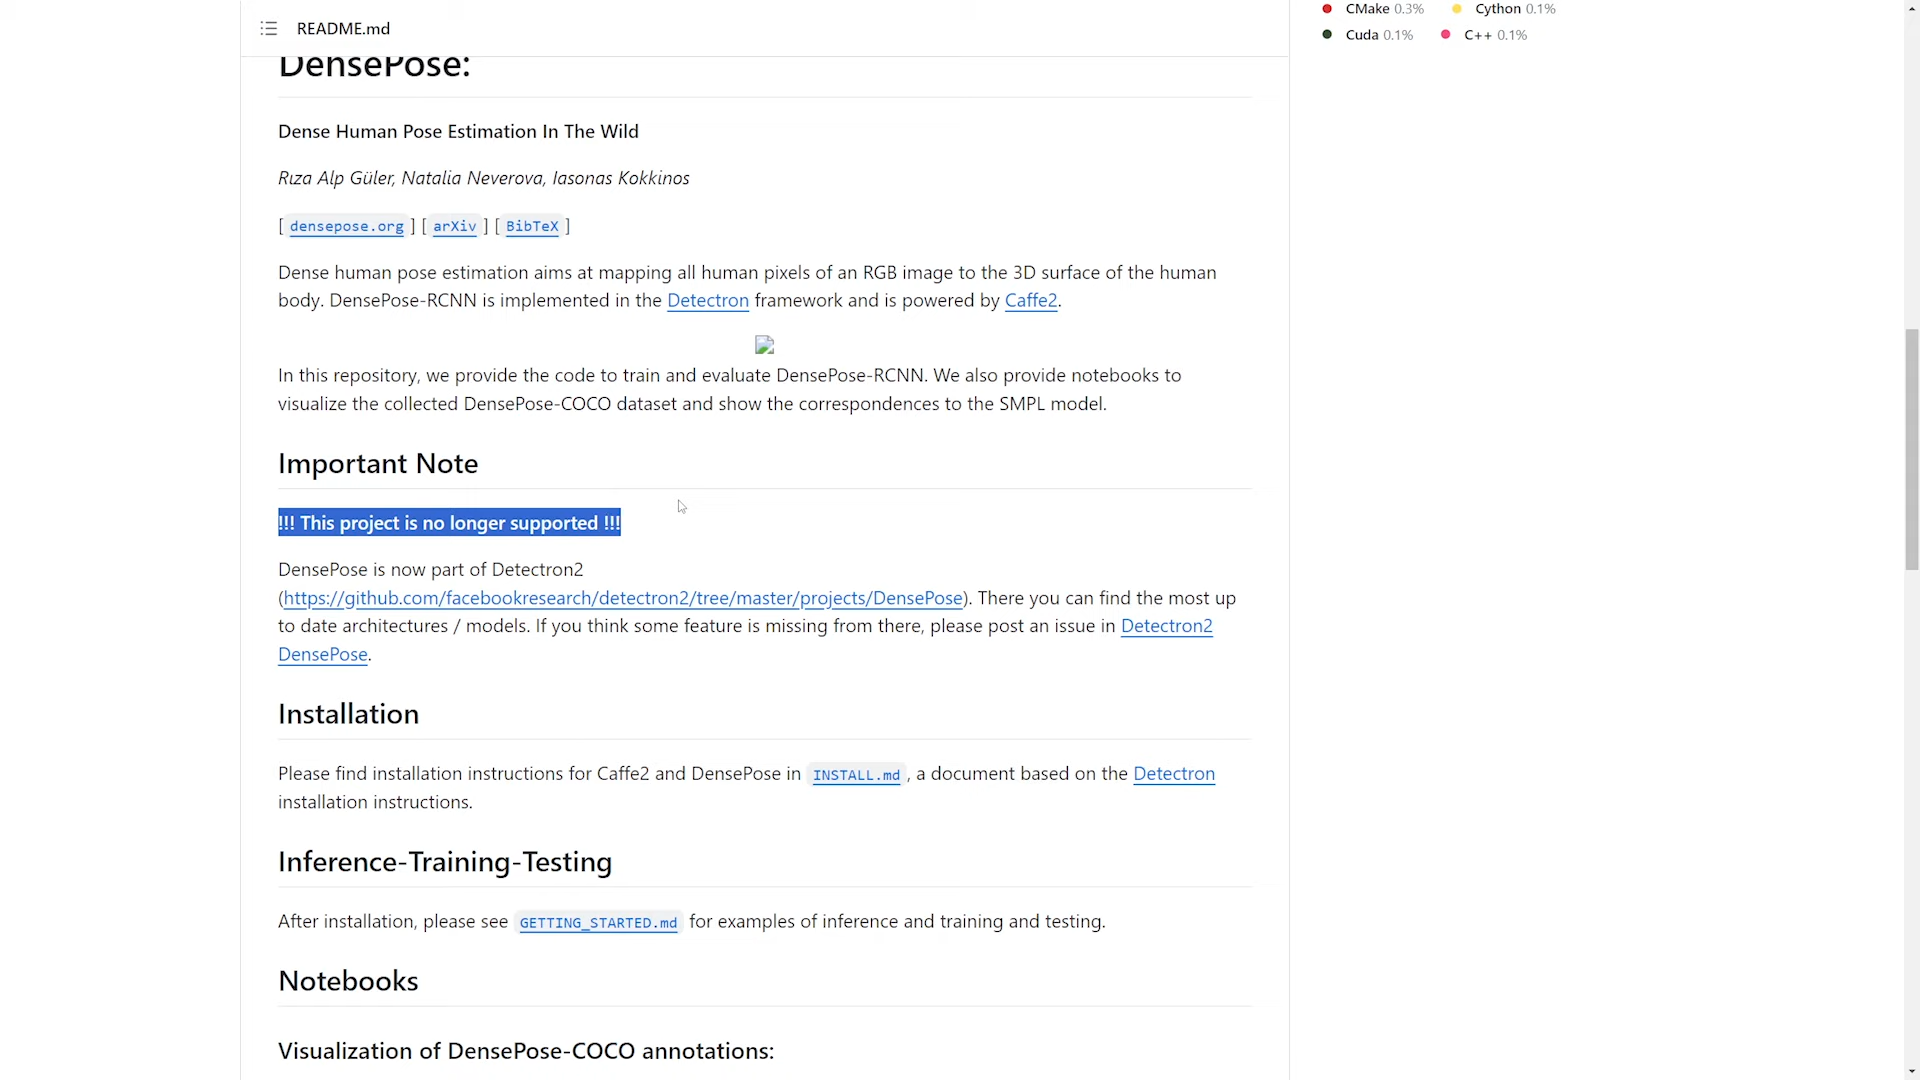 README.md
DensePose:
Dense Human Pose Estimation In The Wild
Rıza Alp Güler, Natalia Neverova, Iasonas Kokkinos
[ densepose.org ] [ arXiv ] [ BibTeX ]
Dense human pose estimation aims at mapping all human pixels of an RGB image to the 3D surface of the human
body. DensePose-RCNN is implemented in the Detectron framework and is powered by Caffe2.
In this repository, we provide the code to train and evaluate DensePose-RCNN. We also provide notebooks to
visualize the collected DensePose-COCO dataset and show the correspondences to the SMPL model.
Important Note
!!! This project is no longer supported !!!
DensePose is now part of Detectron2
(https://github.com/facebookresearch/detectron2/tree/master/projects/DensePose). There you can find the most up
to date architectures / models. If you think some feature is missing from there, please post an issue in Detectron2
DensePose.
Installation
Please find installation instructions for Caffe2 and DensePose in INSTALL.md , a document based on the Detectron
installation instructions.
Inference-Training-Testing
After installation, please see GETTING_STARTED.md for examples of inference and training and testing.
Notebooks
Visualization of DensePose-COCO annotations:
CMake 0.3% Cython 0.1%
Cuda 0.1% C++ 0.1%